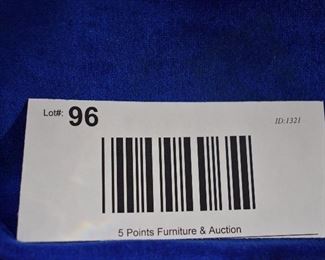 Lot#: 96 ID:1321
5 Points Furniture & Auction